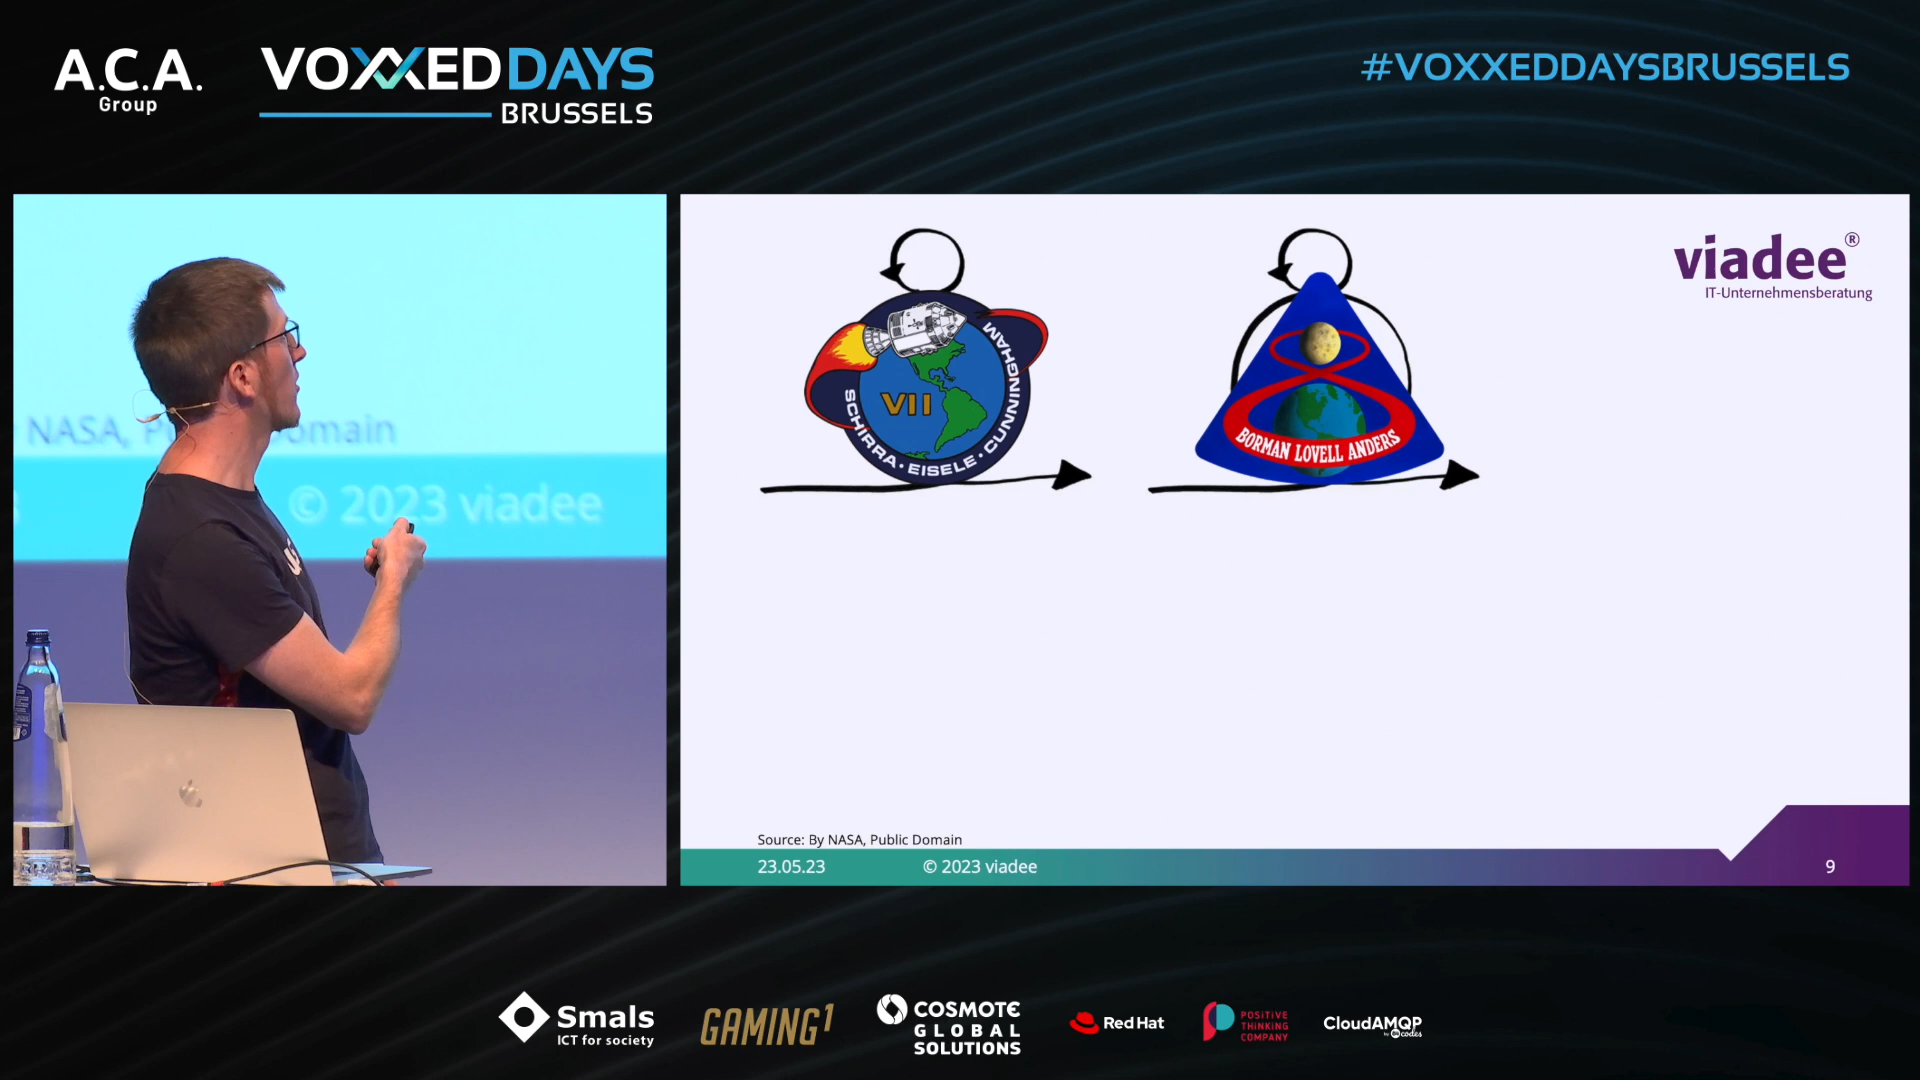 A.C.A.
Group
VOXXEDDAYS
BRUSSELS
#VOXXEDDAYSBRUSSELS
NASA, P
omain
© 2023 viadee
VII
SCHIRRA · EISELE · CUNNINGHAM
BORMAN LOVELL ANDERS
viadee®
IT-Unternehmensberatung
Source: By NASA, Public Domain
23.05.23
© 2023 viadee
9
Smals
ICT for society
GAMING1
COSMOTE
GLOBAL
SOLUTIONS
Red Hat
POSITIVE
THINKING
COMPANY
CloudAMQP